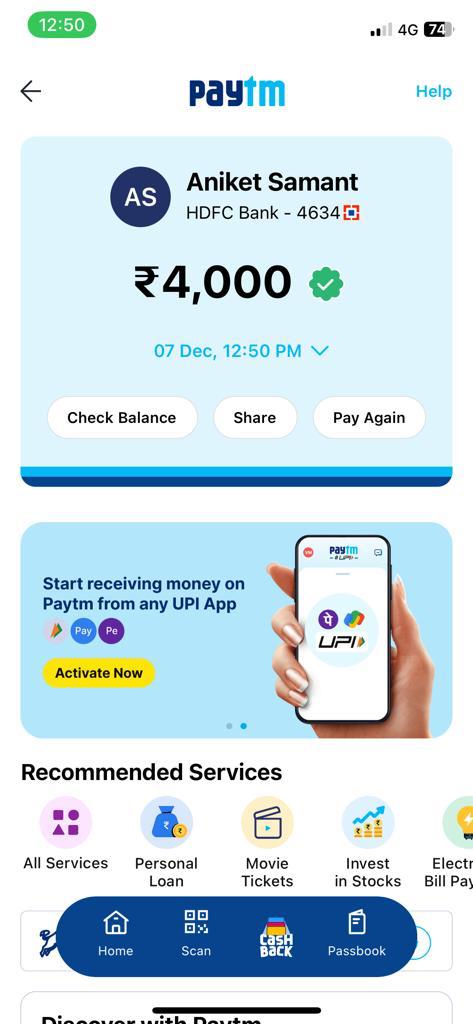 12:50
4G 74
paytm
Help
AS
Aniket Samant
HDFC Bank - 4634
₹4,000
07 Dec, 12:50 PM
Check Balance
Share
Pay Again
Start receiving money on
Paytm from any UPI App
Pay
Pe
Activate Now
paytm
UPI
पे
UPI
Recommended Services
All Services
Personal
Loan
Movie
Tickets
Invest
in Stocks
Electr
Bill Pay
Home
Scan
CASH
BACK
Passbook
Discover with Paytm